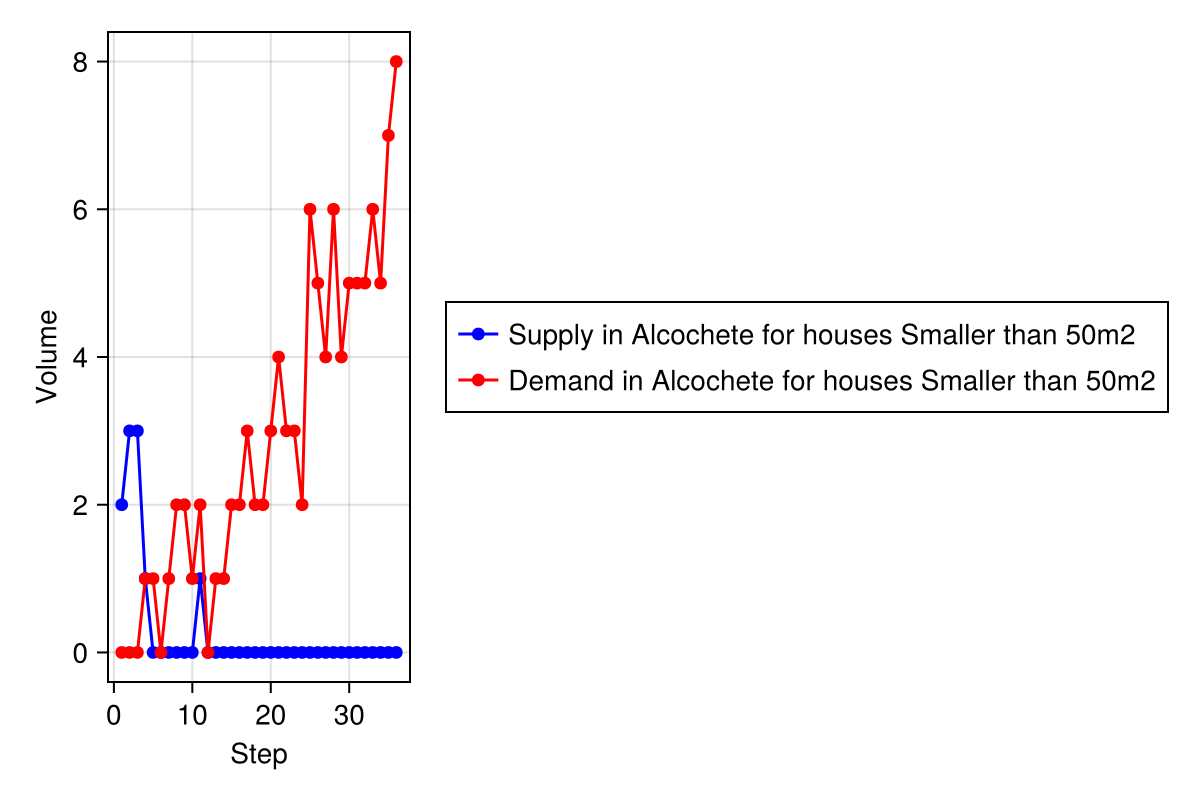 8
6
4
2
0
Volume
0 10 20 30
Step
Supply in Alcochete for houses Smaller than 50m2
Demand in Alcochete for houses Smaller than 50m2